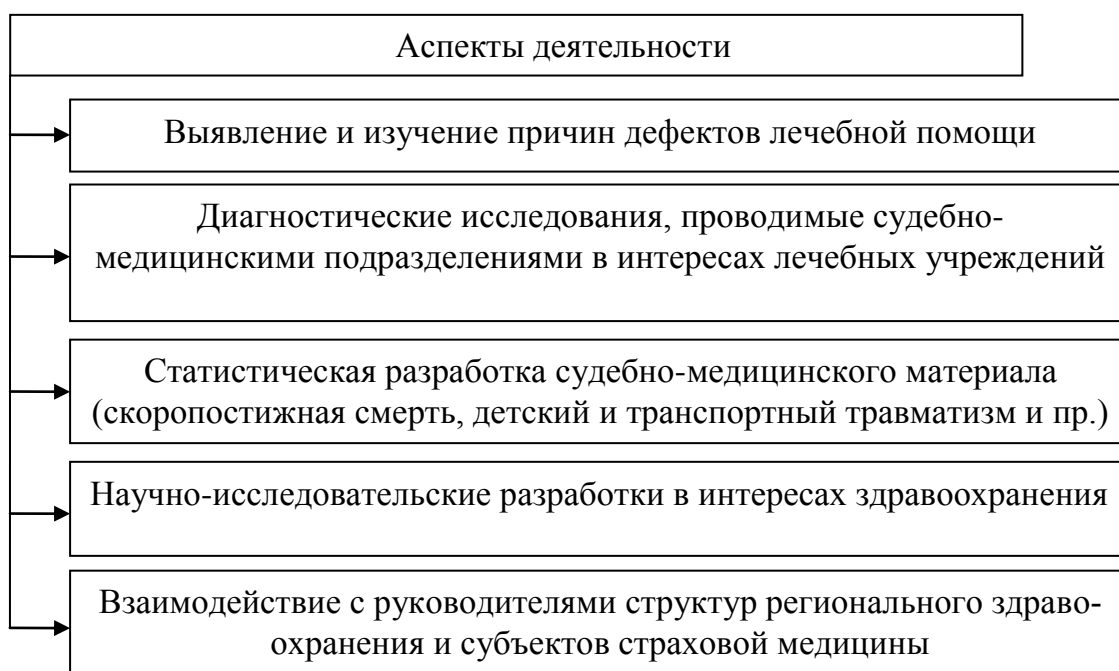 Аспекты деятельности
Выявление и изучение причин дефектов лечебной помощи
Диагностические исследования, проводимые судебно-
медицинскими подразделениями в интересах лечебных учреждений
Статистическая разработка судебно-медицинского материала
(скоропостижная смерть, детский и транспортный травматизм и пр.)
Научно-исследовательские разработки в интересах здравоохранения
Взаимодействие с руководителями структур регионального здраво-
охранения и субъектов страховой медицины